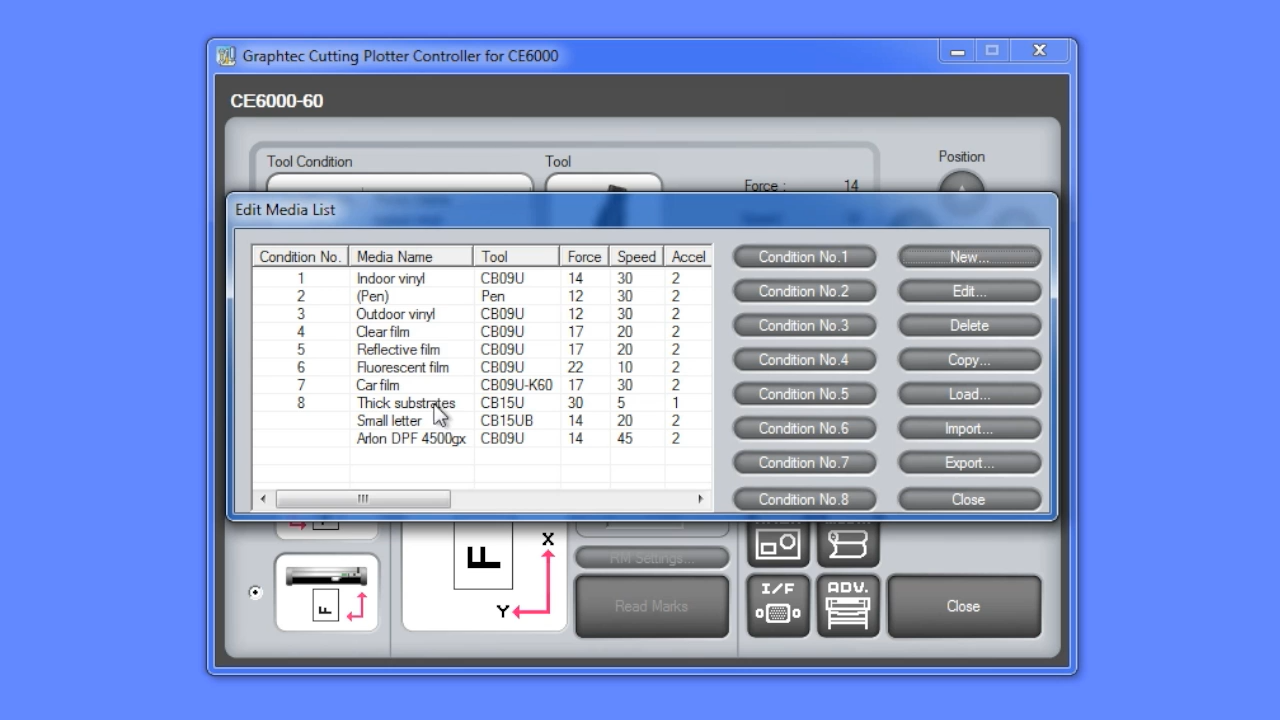 Graphtec Cutting Plotter Controller for CE6000
CE6000-60
Tool Condition Tool Position
Force : 14
Edit Media List
Condition No. Media Name Tool Force Speed Accel
1 Indoor vinyl CB09U 14 30 2
2 (Pen) Pen 12 30 2
3 Outdoor vinyl CB09U 12 30 2
4 Clear film CB09U 17 20 2
5 Reflective film CB09U 17 20 2
6 Fluorescent film CB09U 22 10 2
7 Car film CB09U-K60 17 30 2
8 Thick substrates CB15U 30 5 1
Small letter CB15UB 14 20 2
Arlon DPF 4500gx CB09U 14 45 2
Condition No.1 New...
Condition No.2 Edit...
Condition No.3 Delete
Condition No.4 Copy...
Condition No.5 Load...
Condition No.6 Import...
Condition No.7 Export...
Condition No.8 Close
F
X
Y
RM Settings...
Read Marks
F
I/F
ADV.
Close